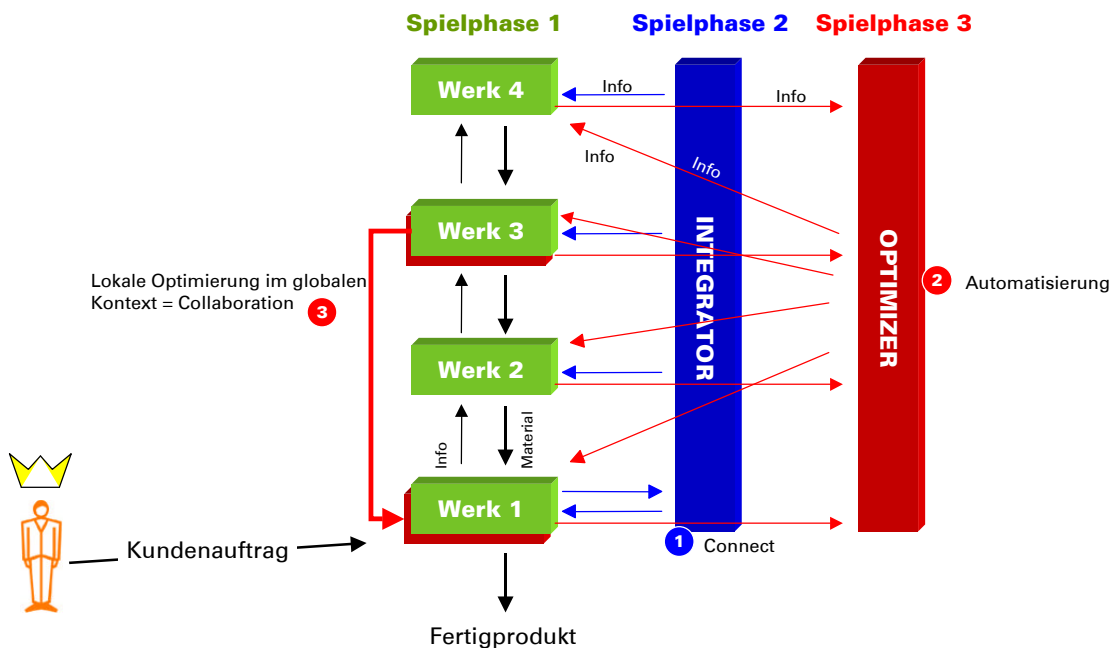 Spielphase 1
Spielphase 2
Spielphase 3
Werk 4
Info
Info
Info
Info
Werk 3
INTEGRATOR
OPTIMIZER
Lokale Optimierung im globalen
Kontext = Collaboration
3
2
Automatisierung
Werk 2
Info
Material
Werk 1
1
Connect
Kundenauftrag
Fertigprodukt